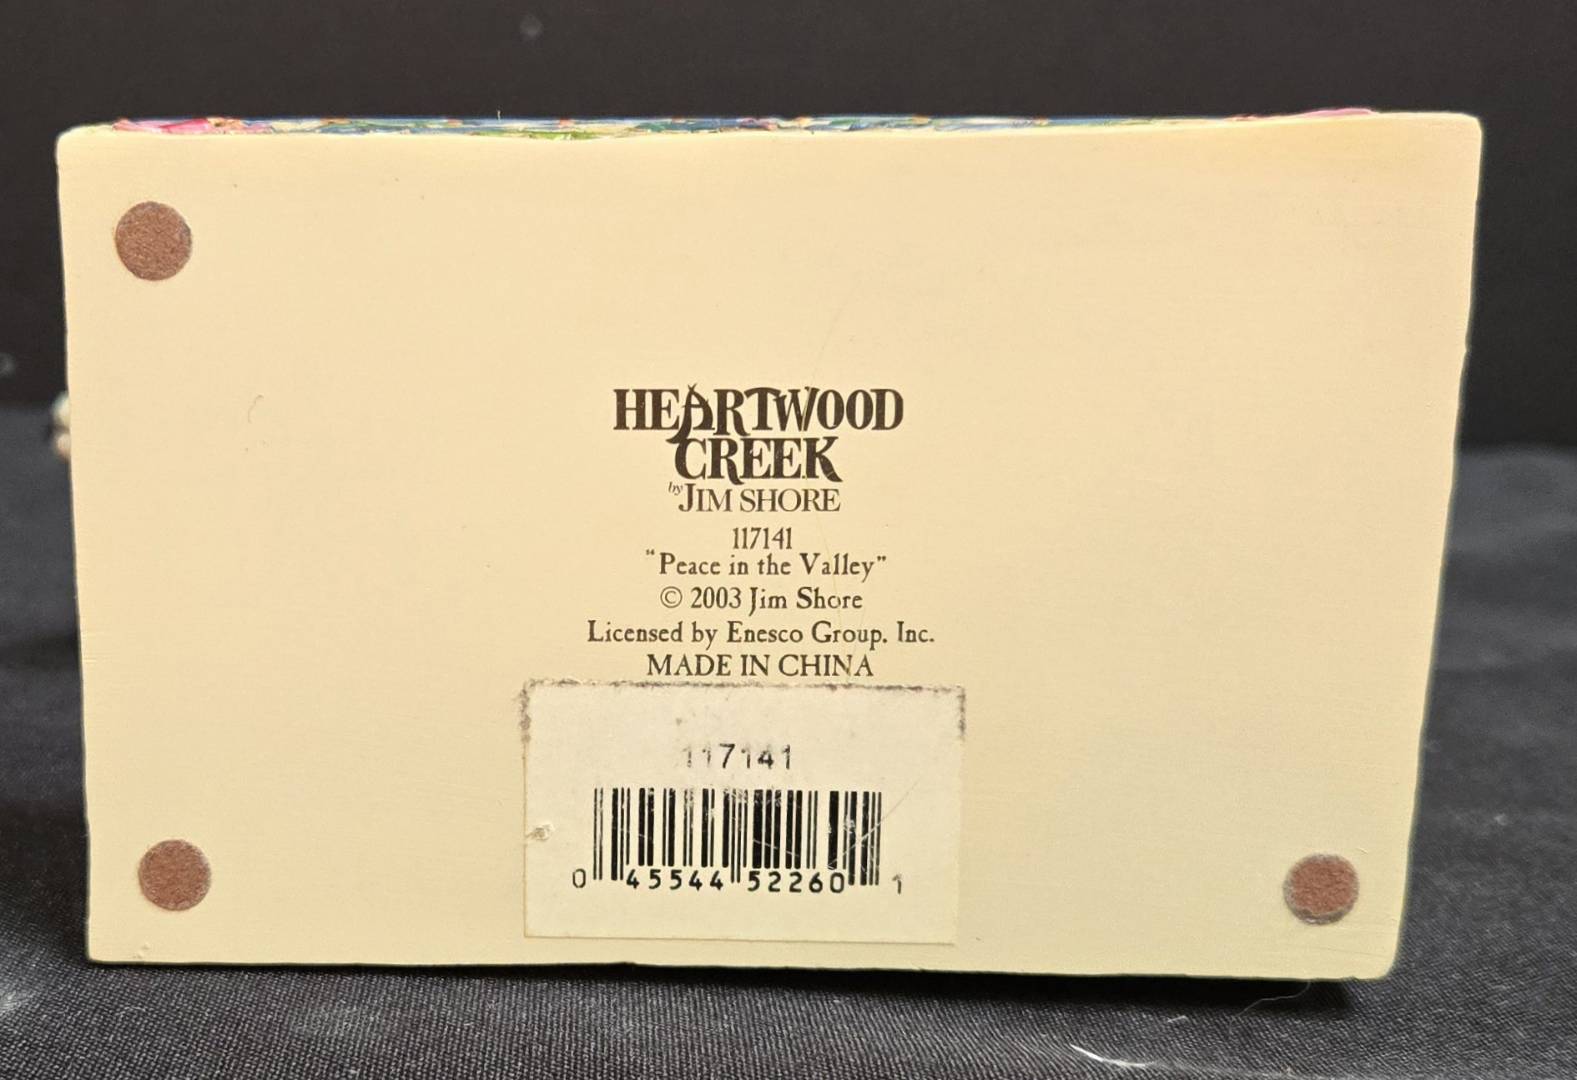 HEARTWOOD
CREEK
by JIM SHORE
117141
"Peace in the Valley"
© 2003 Jim Shore
Licensed by Enesco Group, Inc.
MADE IN CHINA
117141
0 45544 52260 1